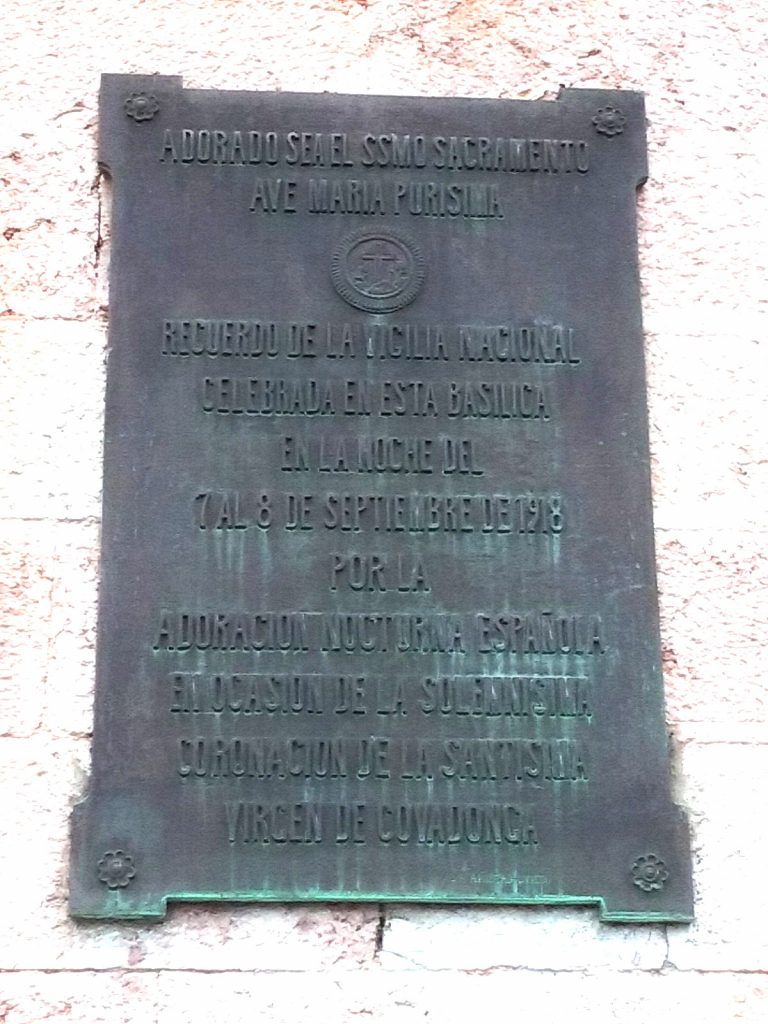 ADORADO SEA EL SSMO SACRAMENTO
AVE MARIA PURISIMA
RECUERDO DE LA VIGILIA NACIONAL
CELEBRADA EN ESTA BASILICA
EN LA NOCHE DEL
7 AL 8 DE SEPTIEMBRE DE 1918
POR LA
ADORACION NOCTURNA ESPAÑOLA
EN OCASION DE LA SOLEMNISIMA
CORONACION DE LA SANTISIMA
VIRGEN DE COVADONGA